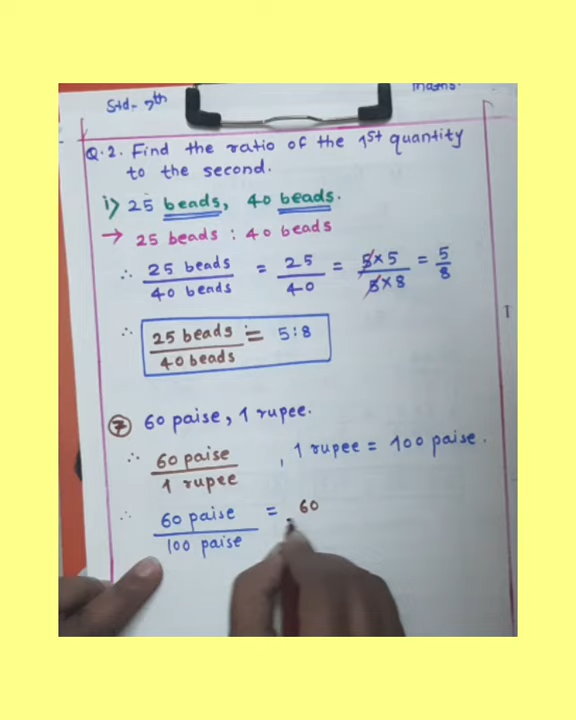 Std- 7th
Maths.
Q.2. Find the ratio of the 1st quantity
to the second.
i) 25 beads, 40 beads.
→ 25 beads : 40 beads
∴ 25 beads / 40 beads = 25 / 40 = 5×5 / 5×8 = 5/8
∴ 25 beads / 40 beads = 5:8
7 60 paise, 1 rupee.
∴ 60 paise / 1 rupee , 1 rupee = 100 paise.
∴ 60 paise / 100 paise = 60